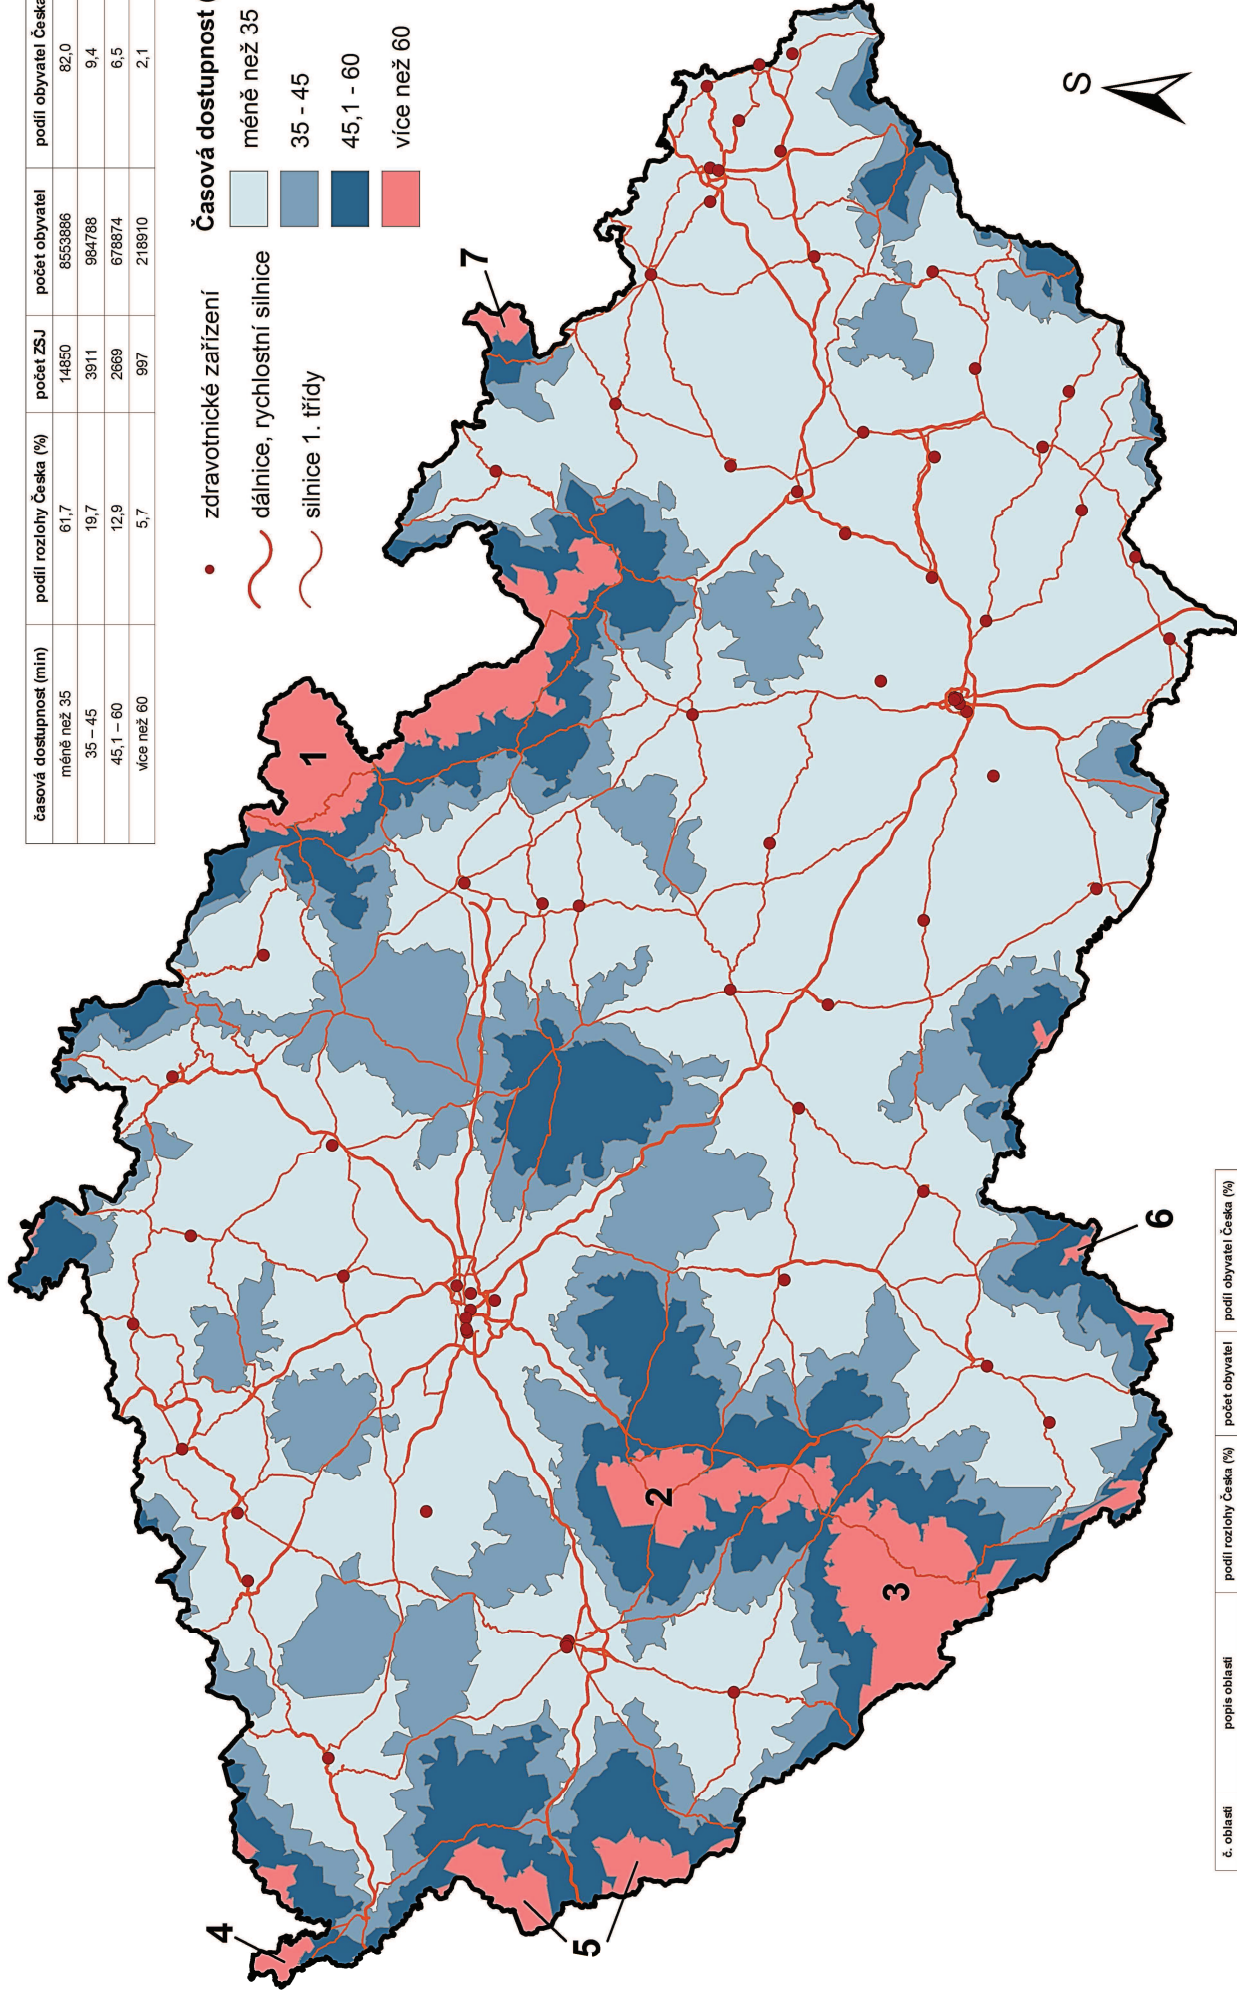 časová dostupnost (min) podíl rozlohy Česka (%) počet ZSJ počet obyvatel podíl obyvatel Česka
méně než 35 61,7 14850 8553886 82,0
35 – 45 19,7 3911 984788 9,4
45,1 – 60 12,9 2669 678874 6,5
více než 60 5,7 997 218910 2,1
zdravotnické zařízení
dálnice, rychlostní silnice
silnice 1. třídy
Časová dostupnost (
méně než 35
35 - 45
45,1 - 60
více než 60
S
1
2
3
4
5
6
7
č. oblasti popis oblasti podíl rozlohy Česka (%) počet obyvatel podíl obyvatel Česka (%)